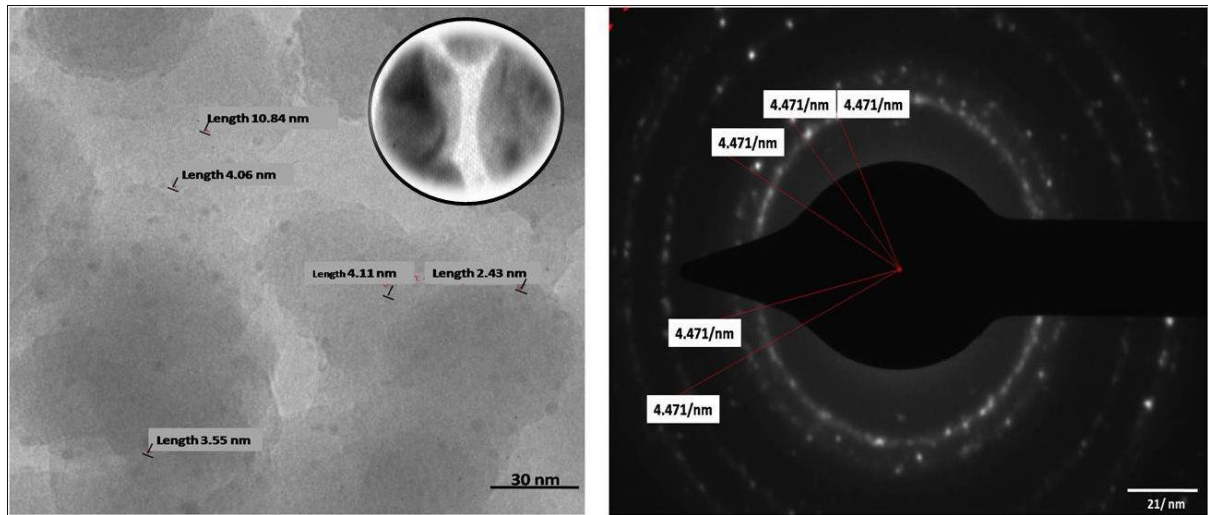 Length 10.84 nm
Length 4.06 nm
Length 4.11 nm
Length 2.43 nm
Length 3.55 nm
30 nm
4.471/nm
4.471/nm
4.471/nm
4.471/nm
4.471/nm
21/ nm